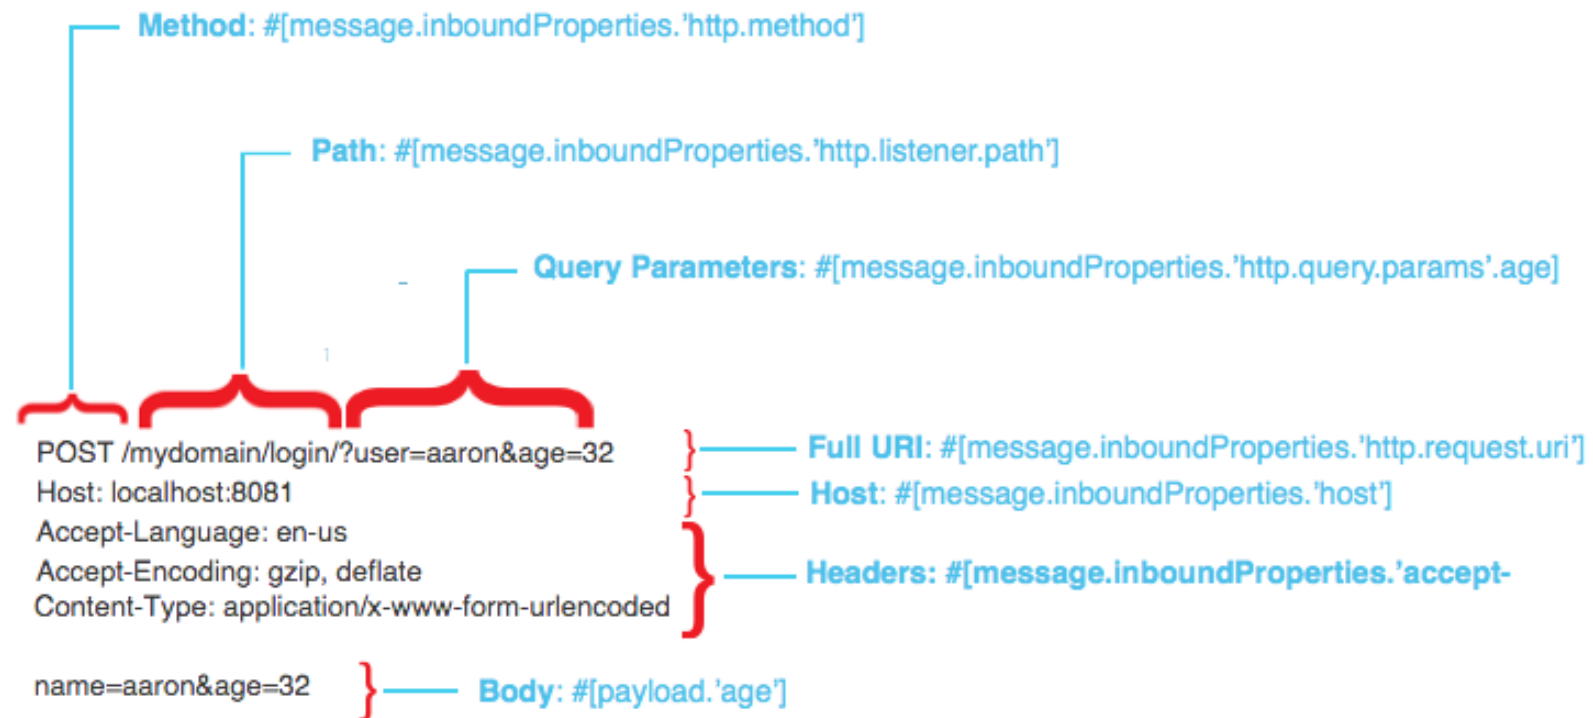 Method: #[message.inboundProperties.'http.method']
Path: #[message.inboundProperties.'http.listener.path']
Query Parameters: #[message.inboundProperties.'http.query.params'.age]
1
POST /mydomain/login/?user=aaron&age=32
Full URI: #[message.inboundProperties.'http.request.uri']
Host: localhost:8081
Host: #[message.inboundProperties.'host']
Accept-Language: en-us
Accept-Encoding: gzip, deflate
Headers: #[message.inboundProperties.'accept-
Content-Type: application/x-www-form-urlencoded
name=aaron&age=32
Body: #[payload.'age']